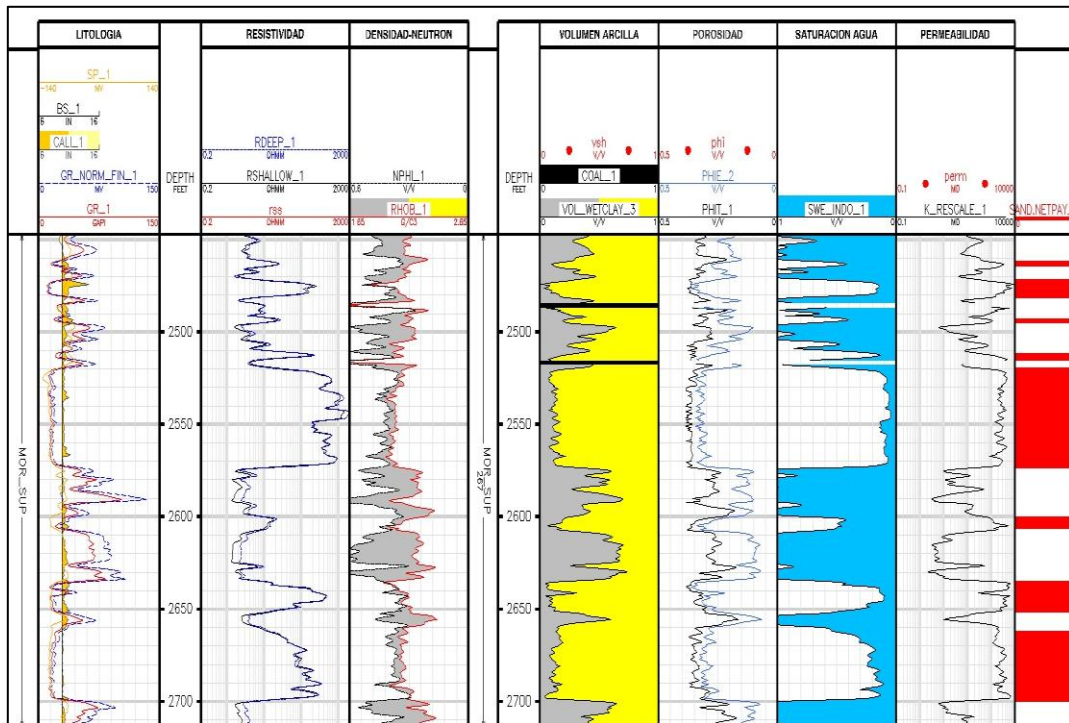 LITOLOGIA
RESISTIVIDAD
DENSIDAD-NEUTRON
VOLUMEN ARCILLA
POROSIDAD
SATURACION AGUA
PERMEABILIDAD
SP_1
-140 MV 140
BS_1
6 IN 16
CALI_1
6 IN 16
GR_NORM_FIN_1
0 MV 150
GR_1
0 GAPI 150
DEPTH
FEET
RDEEP_1
0.2 OHMM 2000
RSHALLOW_1
0.2 OHMM 2000
rss
0.2 OHMM 2000
NPHI_1
0.6 V/V 0
RHOB_1
1.65 G/C3 2.65
DEPTH
FEET
vsh
0 V/V 1
COAL_1
0 V/V 1
VOL_WETCLAY_3
0 V/V 1
phi
0.5 V/V 0
PHIE_2
0.5 V/V 0
PHIT_1
0.5 V/V 0
SWE_INDO_1
1 V/V 0
perm
0.1 MD 10000
K_RESCALE_1
0.1 MD 10000
SAND.NETPAY_
0
MOR_SUP
2500
2550
2600
2650
2700
MOR_SUP
267
2500
2550
2600
2650
2700